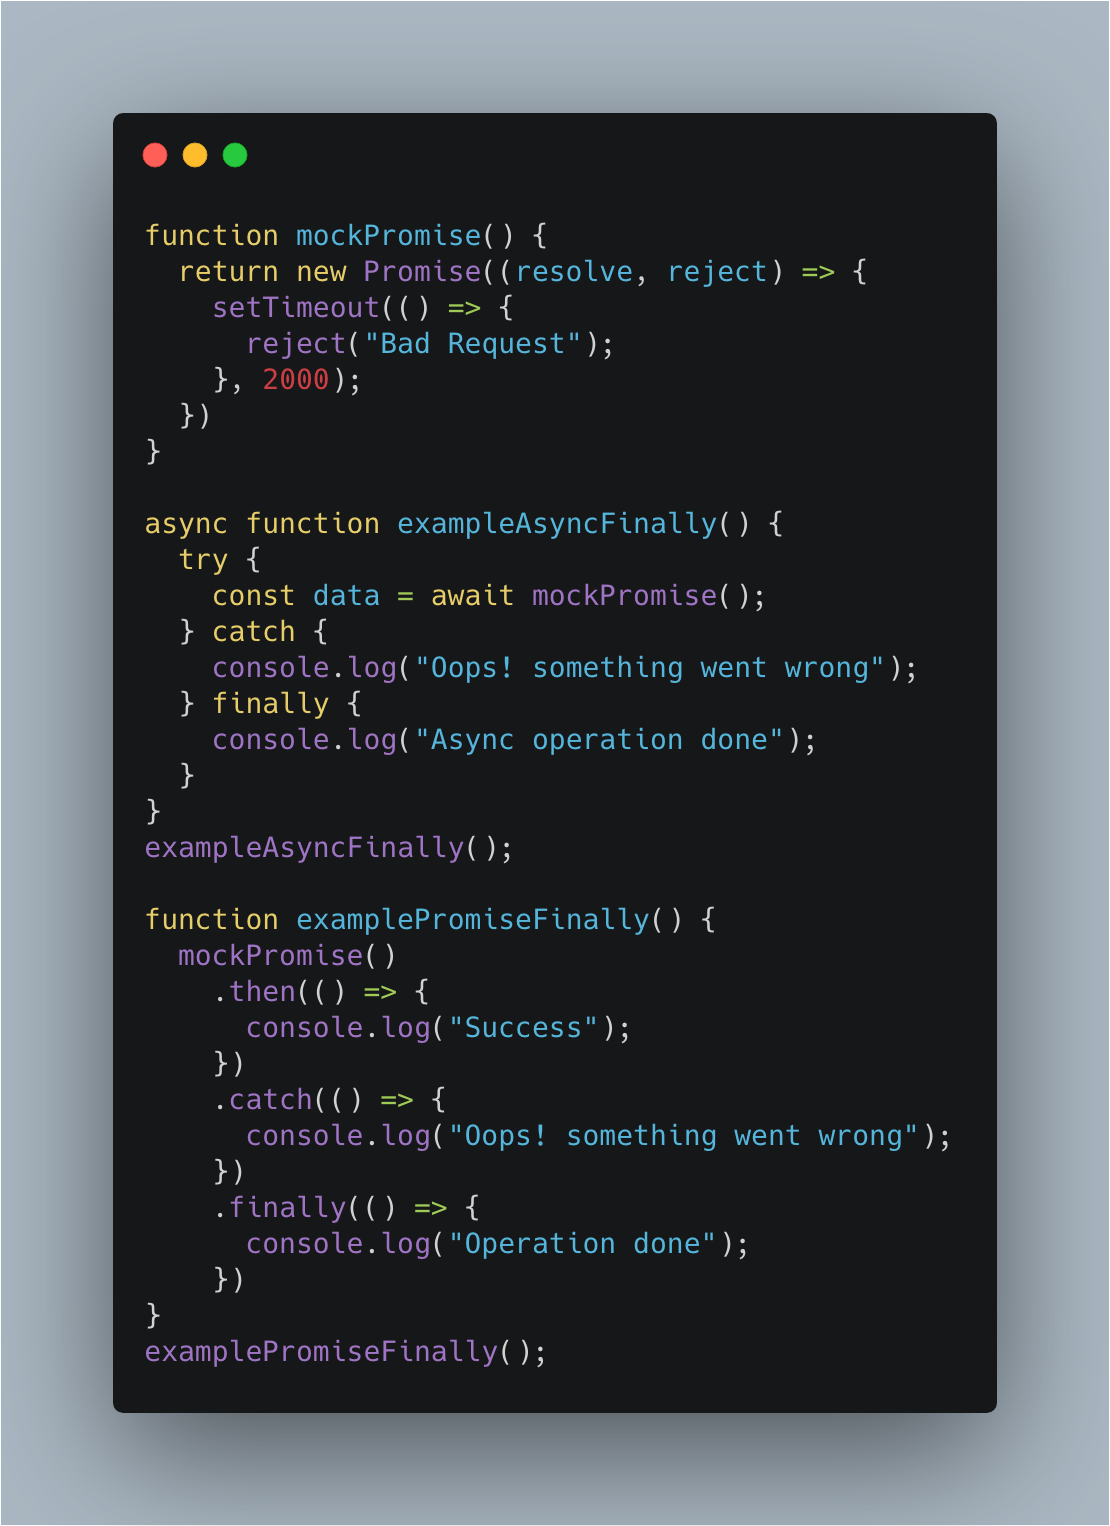 function mockPromise() {
  return new Promise((resolve, reject) => {
    setTimeout(() => {
      reject("Bad Request");
    }, 2000);
  })
}

async function exampleAsyncFinally() {
  try {
    const data = await mockPromise();
  } catch {
    console.log("Oops! something went wrong");
  } finally {
    console.log("Async operation done");
  }
}
exampleAsyncFinally();

function examplePromiseFinally() {
  mockPromise()
    .then(() => {
      console.log("Success");
    })
    .catch(() => {
      console.log("Oops! something went wrong");
    })
    .finally(() => {
      console.log("Operation done");
    })
}
examplePromiseFinally();